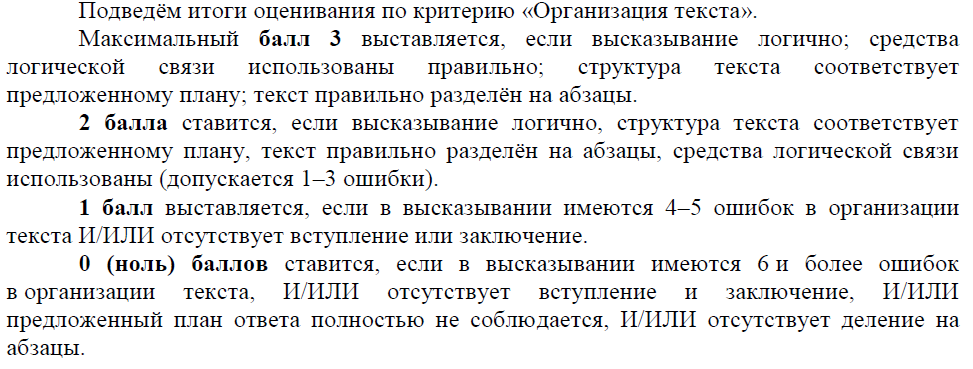 Подведём итоги оценивания по критерию «Организация текста».
Максимальный балл 3 выставляется, если высказывание логично; средства
логической связи использованы правильно; структура текста соответствует
предложенному плану; текст правильно разделён на абзацы.
2 балла ставится, если высказывание логично, структура текста соответствует
предложенному плану, текст правильно разделён на абзацы, средства логической связи
использованы (допускается 1–3 ошибки).
1 балл выставляется, если в высказывании имеются 4–5 ошибок в организации
текста И/ИЛИ отсутствует вступление или заключение.
0 (ноль) баллов ставится, если в высказывании имеются 6 и более ошибок
в организации текста, И/ИЛИ отсутствует вступление и заключение, И/ИЛИ
предложенный план ответа полностью не соблюдается, И/ИЛИ отсутствует деление на
абзацы.